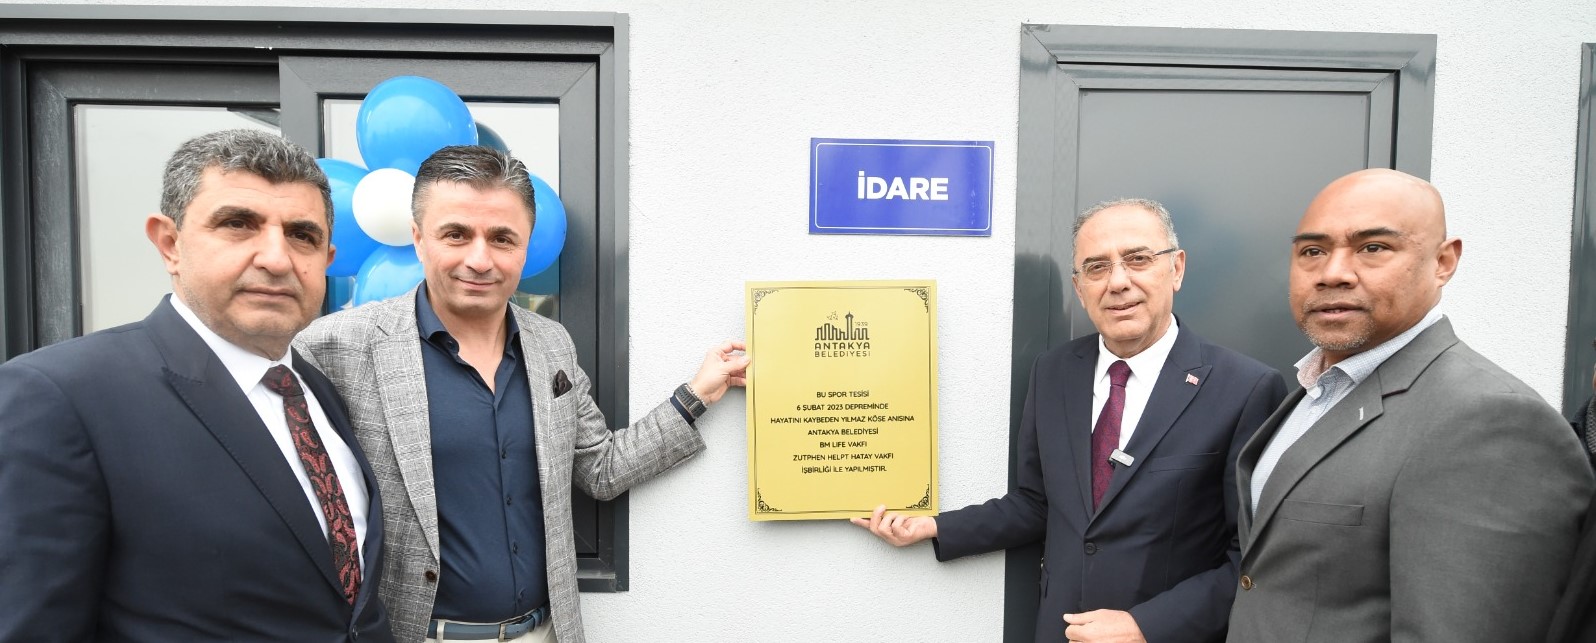 İDARE
1939
ANTAKYA
BELEDİYESİ
BU SPOR TESİSİ
6 ŞUBAT 2023 DEPREMİNDE
HAYATINI KAYBEDEN YILMAZ KÖSE ANISINA
ANTAKYA BELEDİYESİ
BM LIFE VAKFI
ZUTPHEN HELPT HATAY VAKFI
İŞBİRLİĞİ İLE YAPILMIŞTIR.